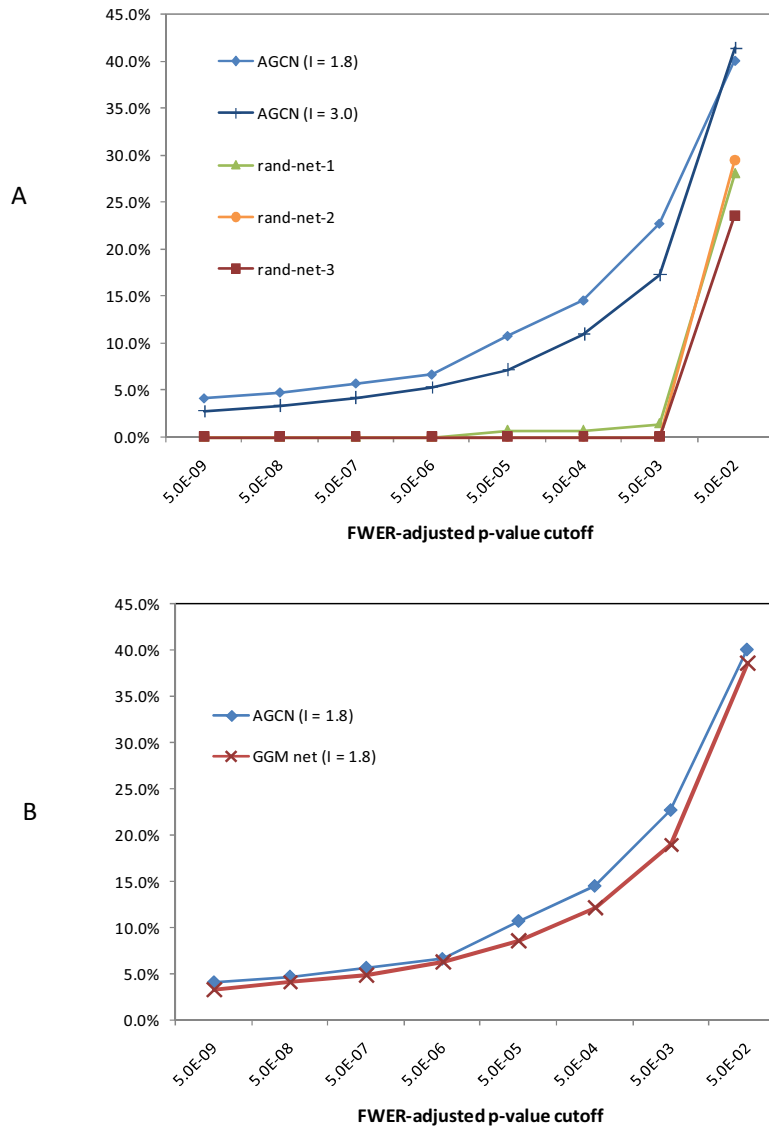 A
45.0%
40.0%
35.0%
30.0%
25.0%
20.0%
15.0%
10.0%
5.0%
0.0%
AGCN (I = 1.8)
AGCN (I = 3.0)
rand-net-1
rand-net-2
rand-net-3
5.0E-09
5.0E-08
5.0E-07
5.0E-06
5.0E-05
5.0E-04
5.0E-03
5.0E-02
FWER-adjusted p-value cutoff
B
45.0%
40.0%
35.0%
30.0%
25.0%
20.0%
15.0%
10.0%
5.0%
0.0%
AGCN (I = 1.8)
GGM net (I = 1.8)
5.0E-09
5.0E-08
5.0E-07
5.0E-06
5.0E-05
5.0E-04
5.0E-03
5.0E-02
FWER-adjusted p-value cutoff